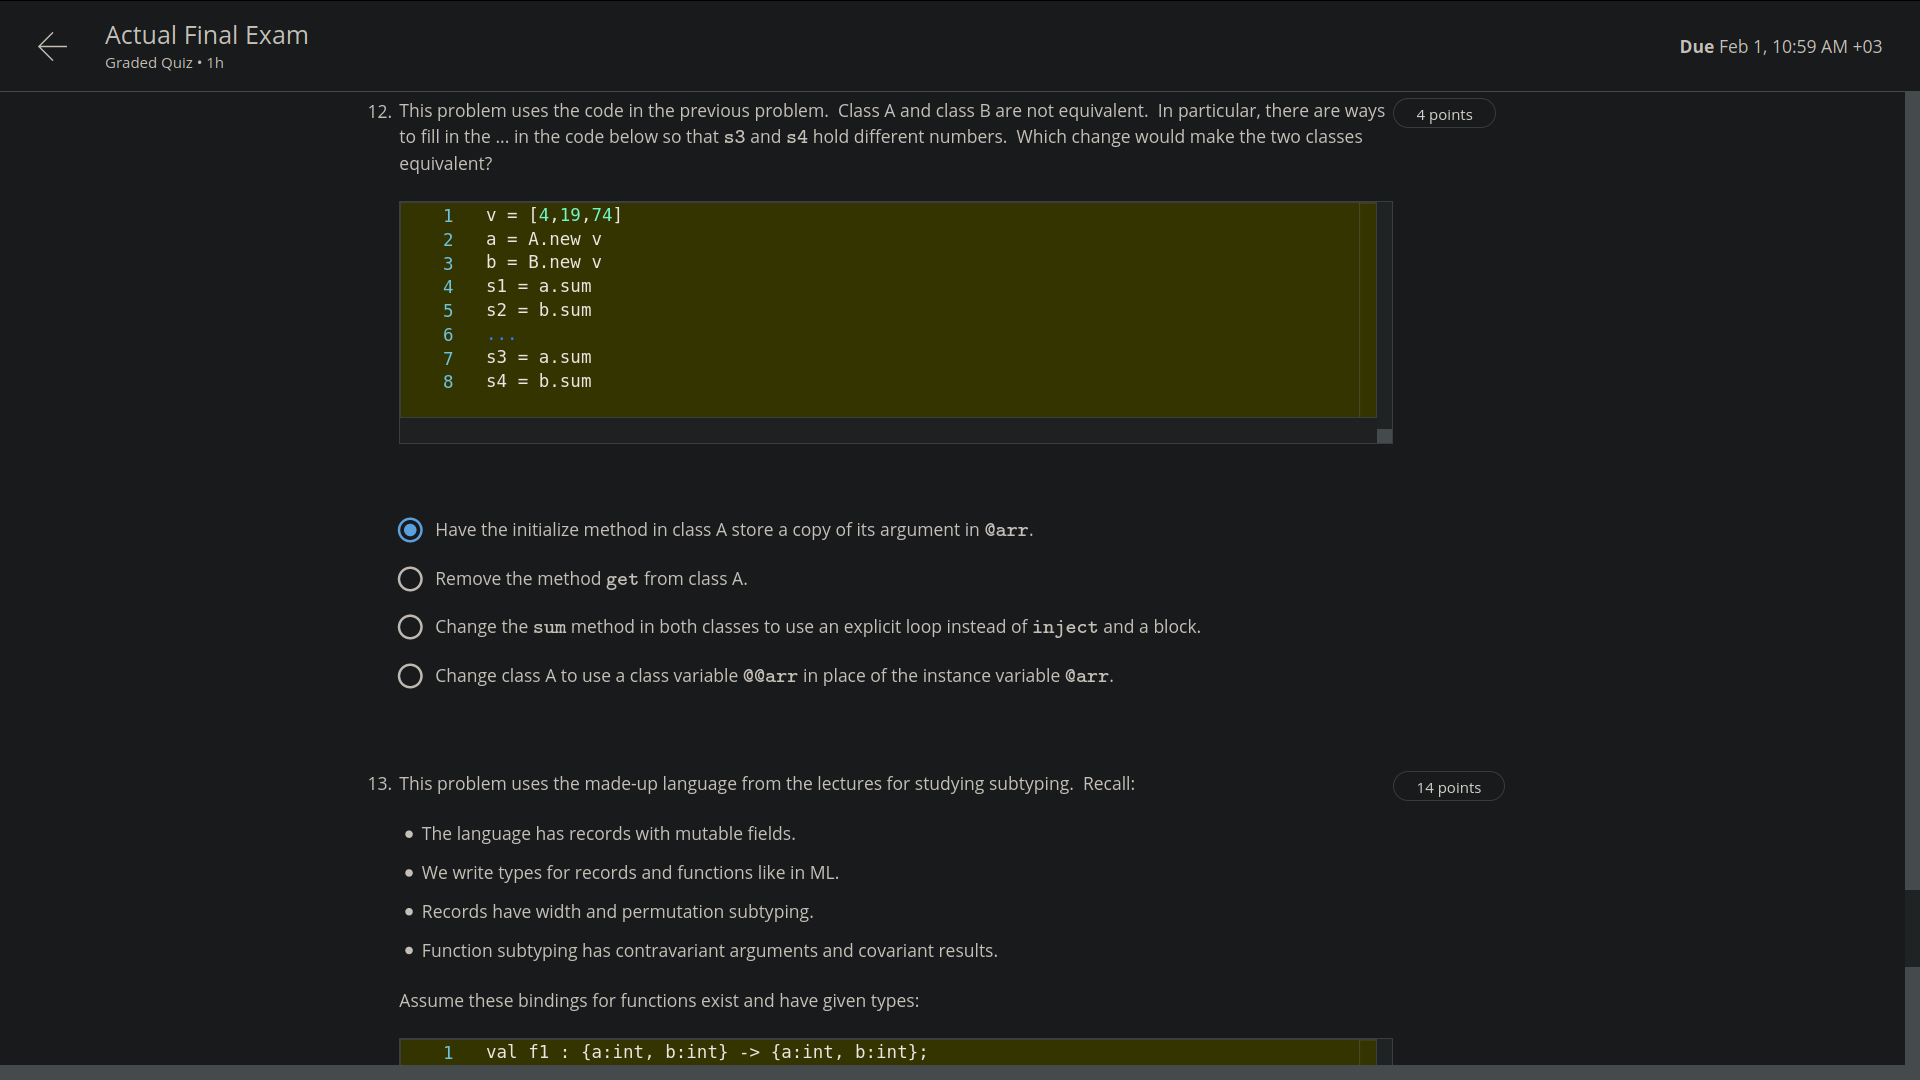 Actual Final Exam
Graded Quiz • 1h
Due Feb 1, 10:59 AM +03
12. This problem uses the code in the previous problem.  Class A and class B are not equivalent.  In particular, there are ways
to fill in the ... in the code below so that s3 and s4 hold different numbers.  Which change would make the two classes
equivalent?
4 points
1 v = [4,19,74]
2 a = A.new v
3 b = B.new v
4 s1 = a.sum
5 s2 = b.sum
6 ...
7 s3 = a.sum
8 s4 = b.sum
Have the initialize method in class A store a copy of its argument in @arr.
Remove the method get from class A.
Change the sum method in both classes to use an explicit loop instead of inject and a block.
Change class A to use a class variable @@arr in place of the instance variable @arr.
13. This problem uses the made-up language from the lectures for studying subtyping.  Recall:
14 points
• The language has records with mutable fields.
• We write types for records and functions like in ML.
• Records have width and permutation subtyping.
• Function subtyping has contravariant arguments and covariant results.
Assume these bindings for functions exist and have given types:
1 val f1 : {a:int, b:int} -> {a:int, b:int};